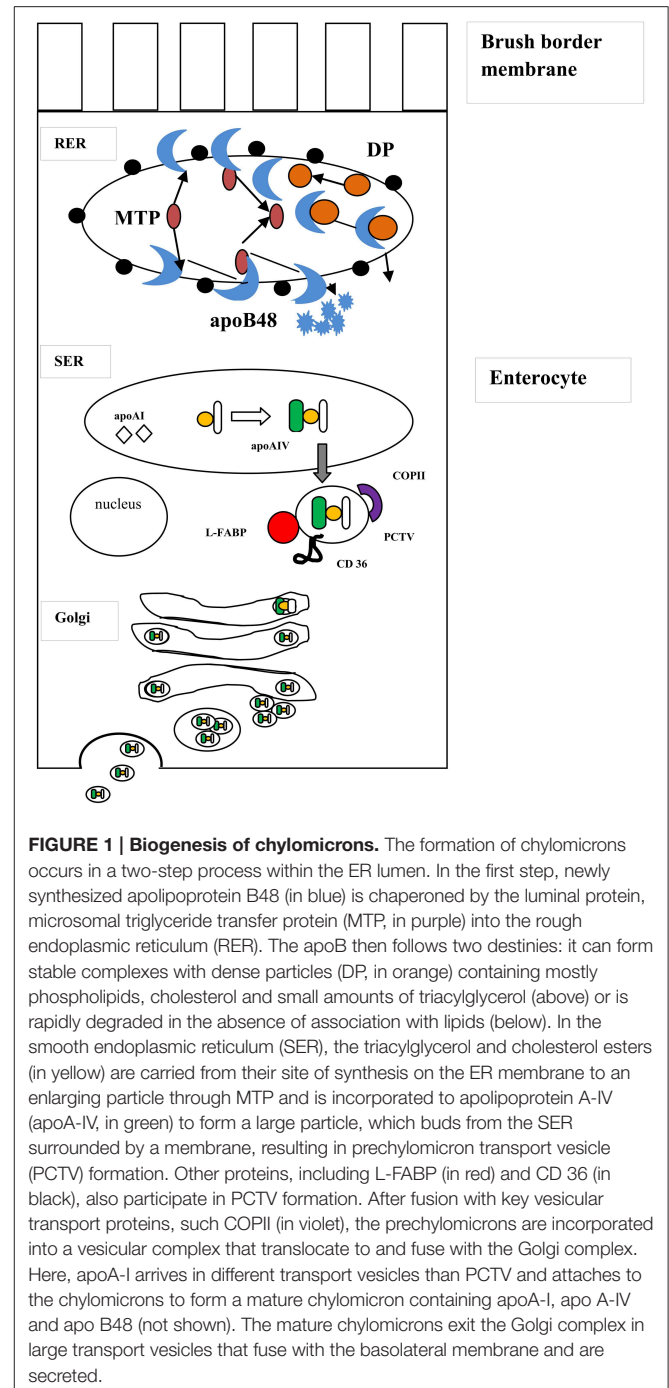 Brush border
membrane
RER
DP
MTP
apoB48
SER
Enterocyte
apoAI
apoAIV
COPII
nucleus
L-FABP
PCTV
CD 36
Golgi
FIGURE 1 | Biogenesis of chylomicrons. The formation of chylomicrons
occurs in a two-step process within the ER lumen. In the first step, newly
synthesized apolipoprotein B48 (in blue) is chaperoned by the luminal protein,
microsomal triglyceride transfer protein (MTP, in purple) into the rough
endoplasmic reticulum (RER). The apoB then follows two destinies: it can form
stable complexes with dense particles (DP, in orange) containing mostly
phospholipids, cholesterol and small amounts of triacylglycerol (above) or is
rapidly degraded in the absence of association with lipids (below). In the
smooth endoplasmic reticulum (SER), the triacylglycerol and cholesterol esters
(in yellow) are carried from their site of synthesis on the ER membrane to an
enlarging particle through MTP and is incorporated to apolipoprotein A-IV
(apoA-IV, in green) to form a large particle, which buds from the SER
surrounded by a membrane, resulting in prechylomicron transport vesicle
(PCTV) formation. Other proteins, including L-FABP (in red) and CD 36 (in
black), also participate in PCTV formation. After fusion with key vesicular
transport proteins, such COPII (in violet), the prechylomicrons are incorporated
into a vesicular complex that translocate to and fuse with the Golgi complex.
Here, apoA-I arrives in different transport vesicles than PCTV and attaches to
the chylomicrons to form a mature chylomicron containing apoA-I, apo A-IV
and apo B48 (not shown). The mature chylomicrons exit the Golgi complex in
large transport vesicles that fuse with the basolateral membrane and are
secreted.